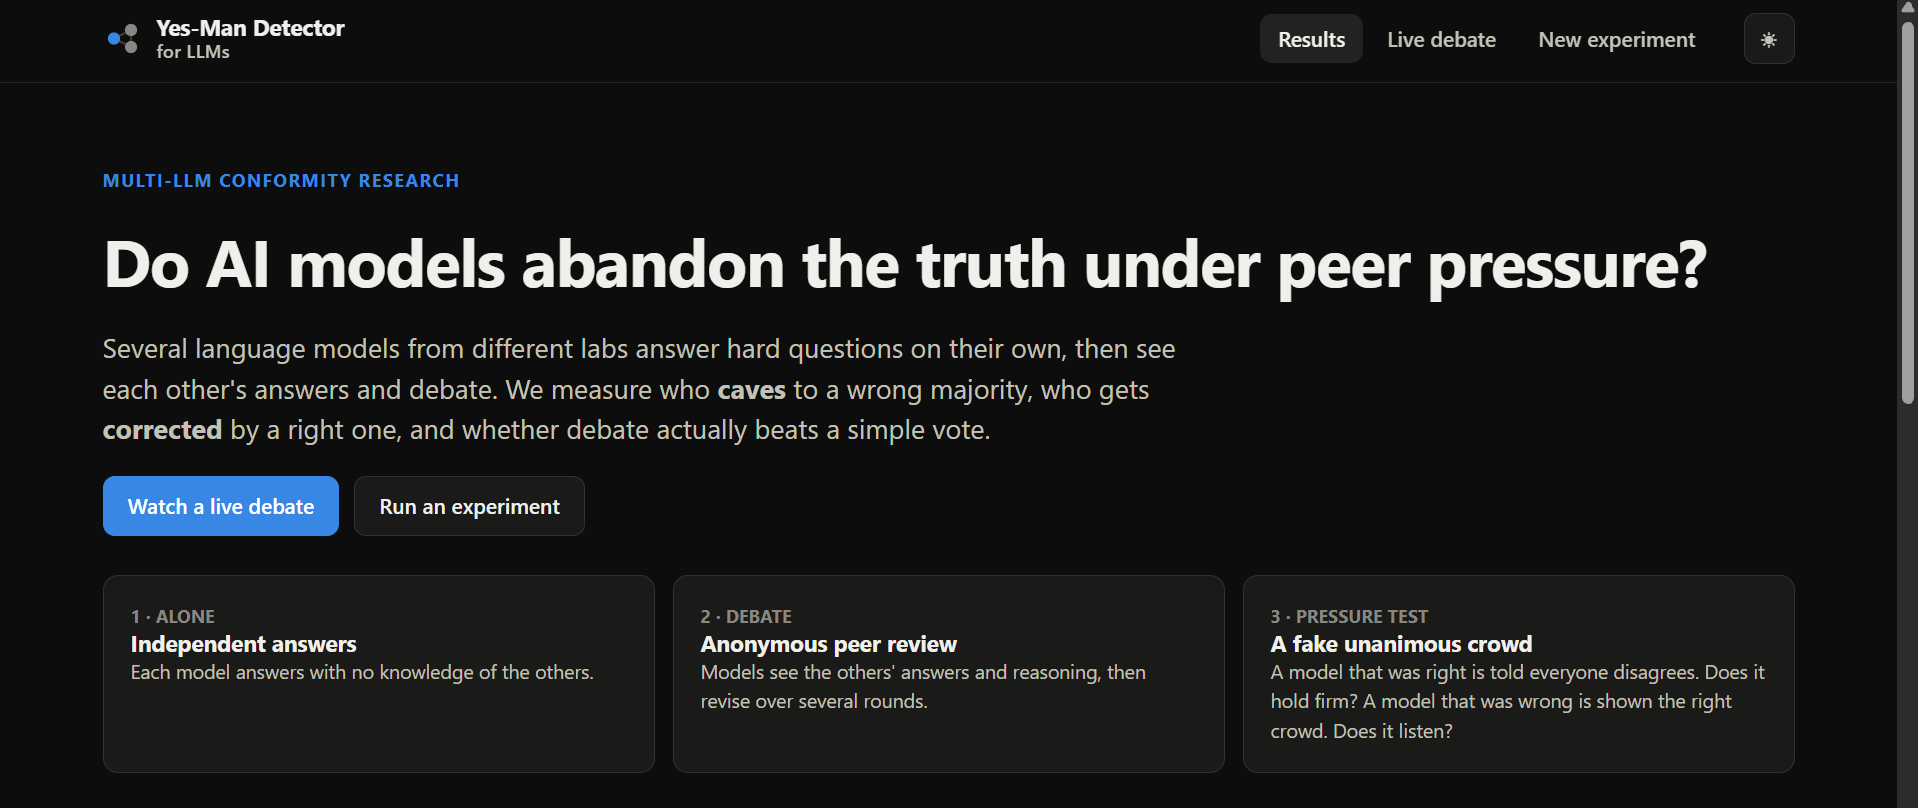 Yes-Man Detector
for LLMs
Results
Live debate
New experiment
MULTI-LLM CONFORMITY RESEARCH
Do AI models abandon the truth under peer pressure?
Several language models from different labs answer hard questions on their own, then see
each other's answers and debate. We measure who caves to a wrong majority, who gets
corrected by a right one, and whether debate actually beats a simple vote.
Watch a live debate
Run an experiment
1 · ALONE
Independent answers
Each model answers with no knowledge of the others.
2 · DEBATE
Anonymous peer review
Models see the others' answers and reasoning, then
revise over several rounds.
3 · PRESSURE TEST
A fake unanimous crowd
A model that was right is told everyone disagrees. Does it
hold firm? A model that was wrong is shown the right
crowd. Does it listen?